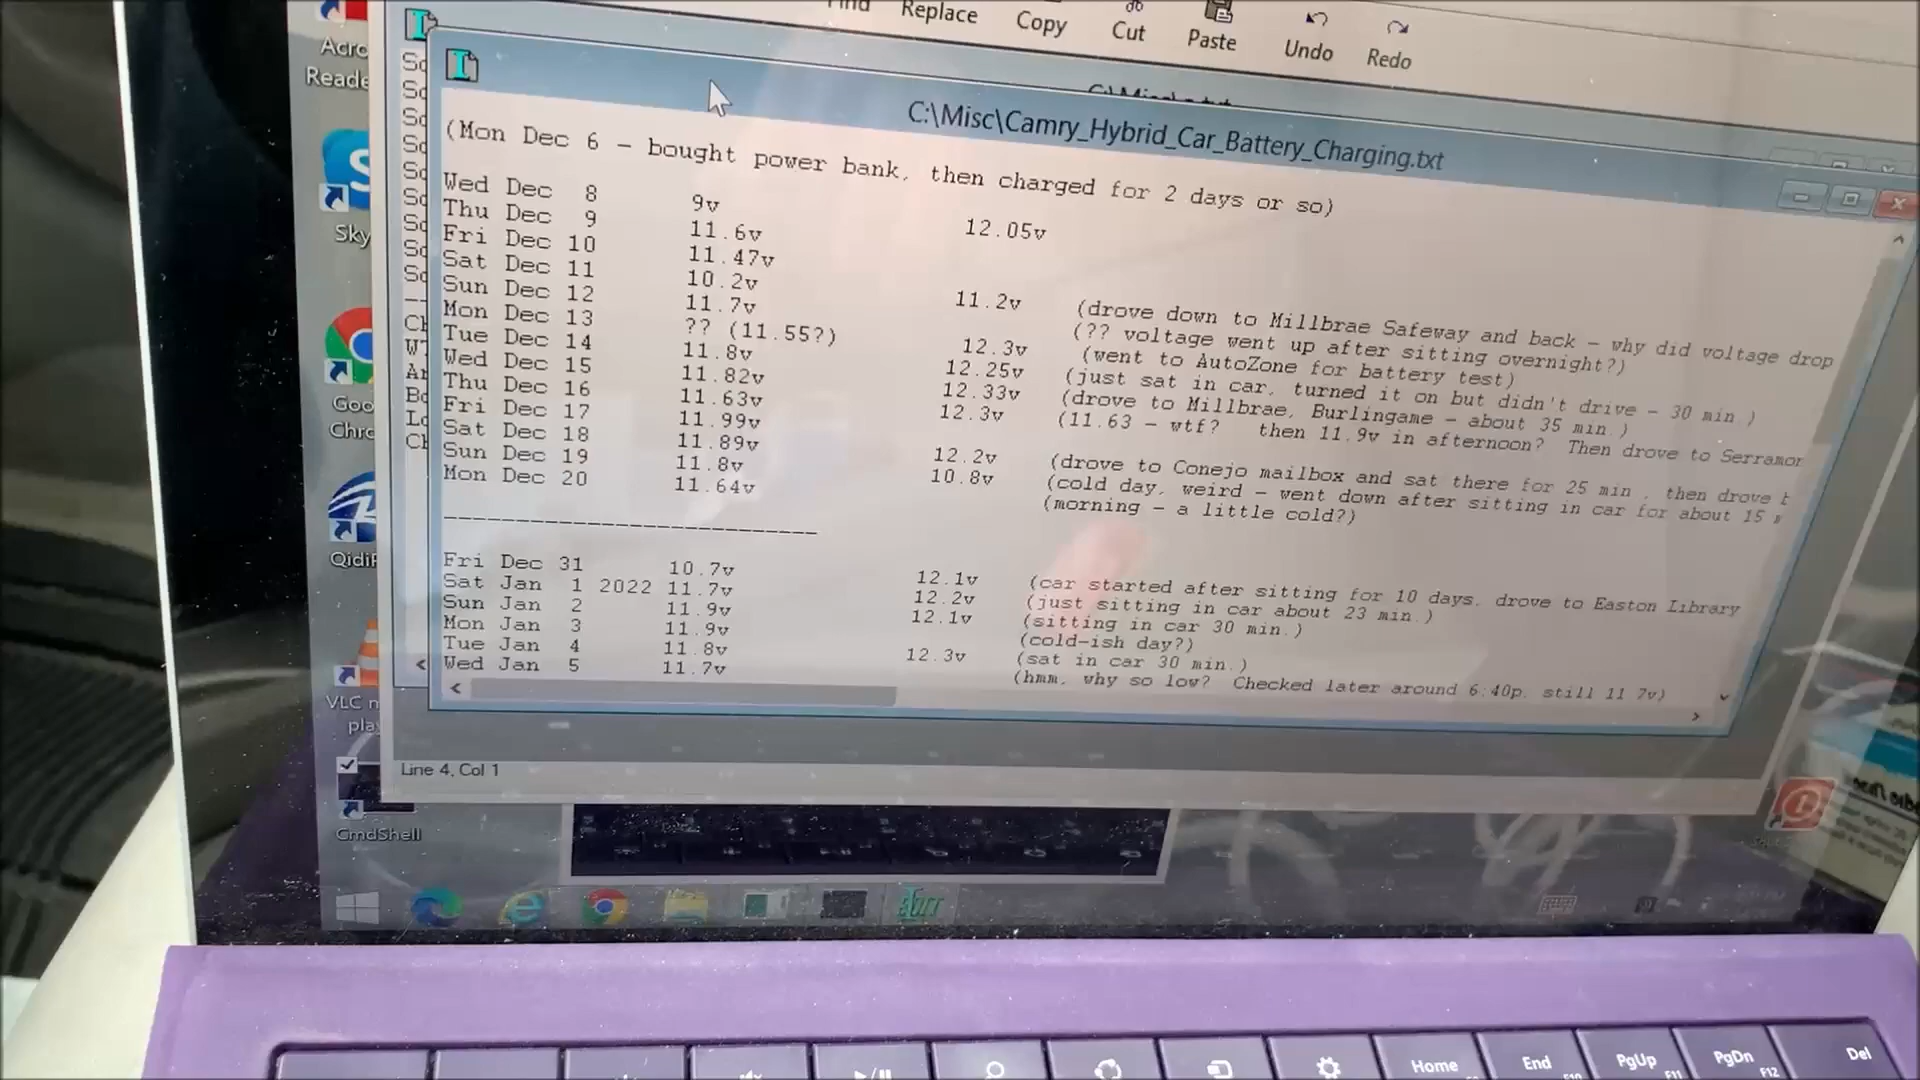 Find Replace Copy Cut Paste Undo Redo
Acro
Reade
C:\Misc\Camry_Hybrid_Car_Battery_Charging.txt
(Mon Dec 6 - bought power bank, then charged for 2 days or so)
Wed Dec 8 9v
Thu Dec 9 11.6v 12.05v
Fri Dec 10 11.47v
Sat Dec 11 10.2v
Sun Dec 12 11.7v 11.2v (drove down to Millbrae Safeway and back - why did voltage drop
Mon Dec 13 ?? (11.55?) (?? voltage went up after sitting overnight?)
Tue Dec 14 11.8v 12.3v (went to AutoZone for battery test)
Wed Dec 15 11.82v 12.25v (just sat in car, turned it on but didn't drive - 30 min.)
Thu Dec 16 11.63v 12.33v (drove to Millbrae, Burlingame - about 35 min.)
Fri Dec 17 11.99v 12.3v (11.63 - wtf? then 11.9v in afternoon? Then drove to Serramon
Sat Dec 18 11.89v
Sun Dec 19 11.8v 12.2v (drove to Conejo mailbox and sat there for 25 min., then drove
Mon Dec 20 11.64v 10.8v (cold day, weird - went down after sitting in car for about 15
(morning - a little cold?)
Fri Dec 31 10.7v
Sat Jan 1 2022 11.7v 12.1v (car started after sitting for 10 days, drove to Easton Library
Sun Jan 2 11.9v 12.2v (just sitting in car about 23 min.)
Mon Jan 3 11.9v 12.1v (sitting in car 30 min.)
Tue Jan 4 11.8v (cold-ish day?)
Wed Jan 5 11.7v 12.3v (sat in car 30 min.)
(hmm, why so low? Checked later around 6:40p, still 11.7v)
Line 4, Col 1
Sky
Goo
Chro
VLC m
play
CmdShell
Home End PgUp PgDn Del
F10 F11 F12